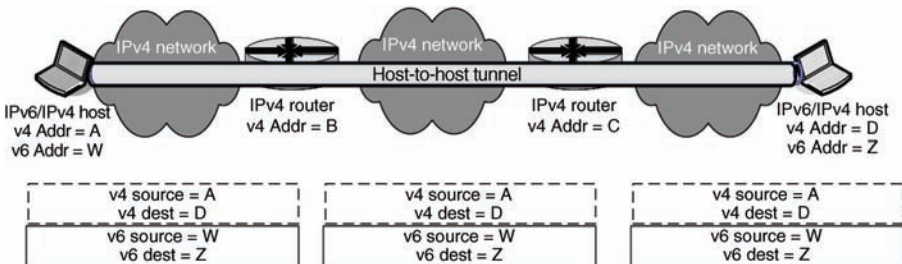 IPv4 network
IPv4 network
IPv4 network
Host-to-host tunnel
IPv6/IPv4 host
v4 Addr = A
v6 Addr = W
IPv4 router
v4 Addr = B
IPv4 router
v4 Addr = C
IPv6/IPv4 host
v4 Addr = D
v6 Addr = Z
v4 source = A
v4 dest = D
v6 source = W
v6 dest = Z
v4 source = A
v4 dest = D
v6 source = W
v6 dest = Z
v4 source = A
v4 dest = D
v6 source = W
v6 dest = Z